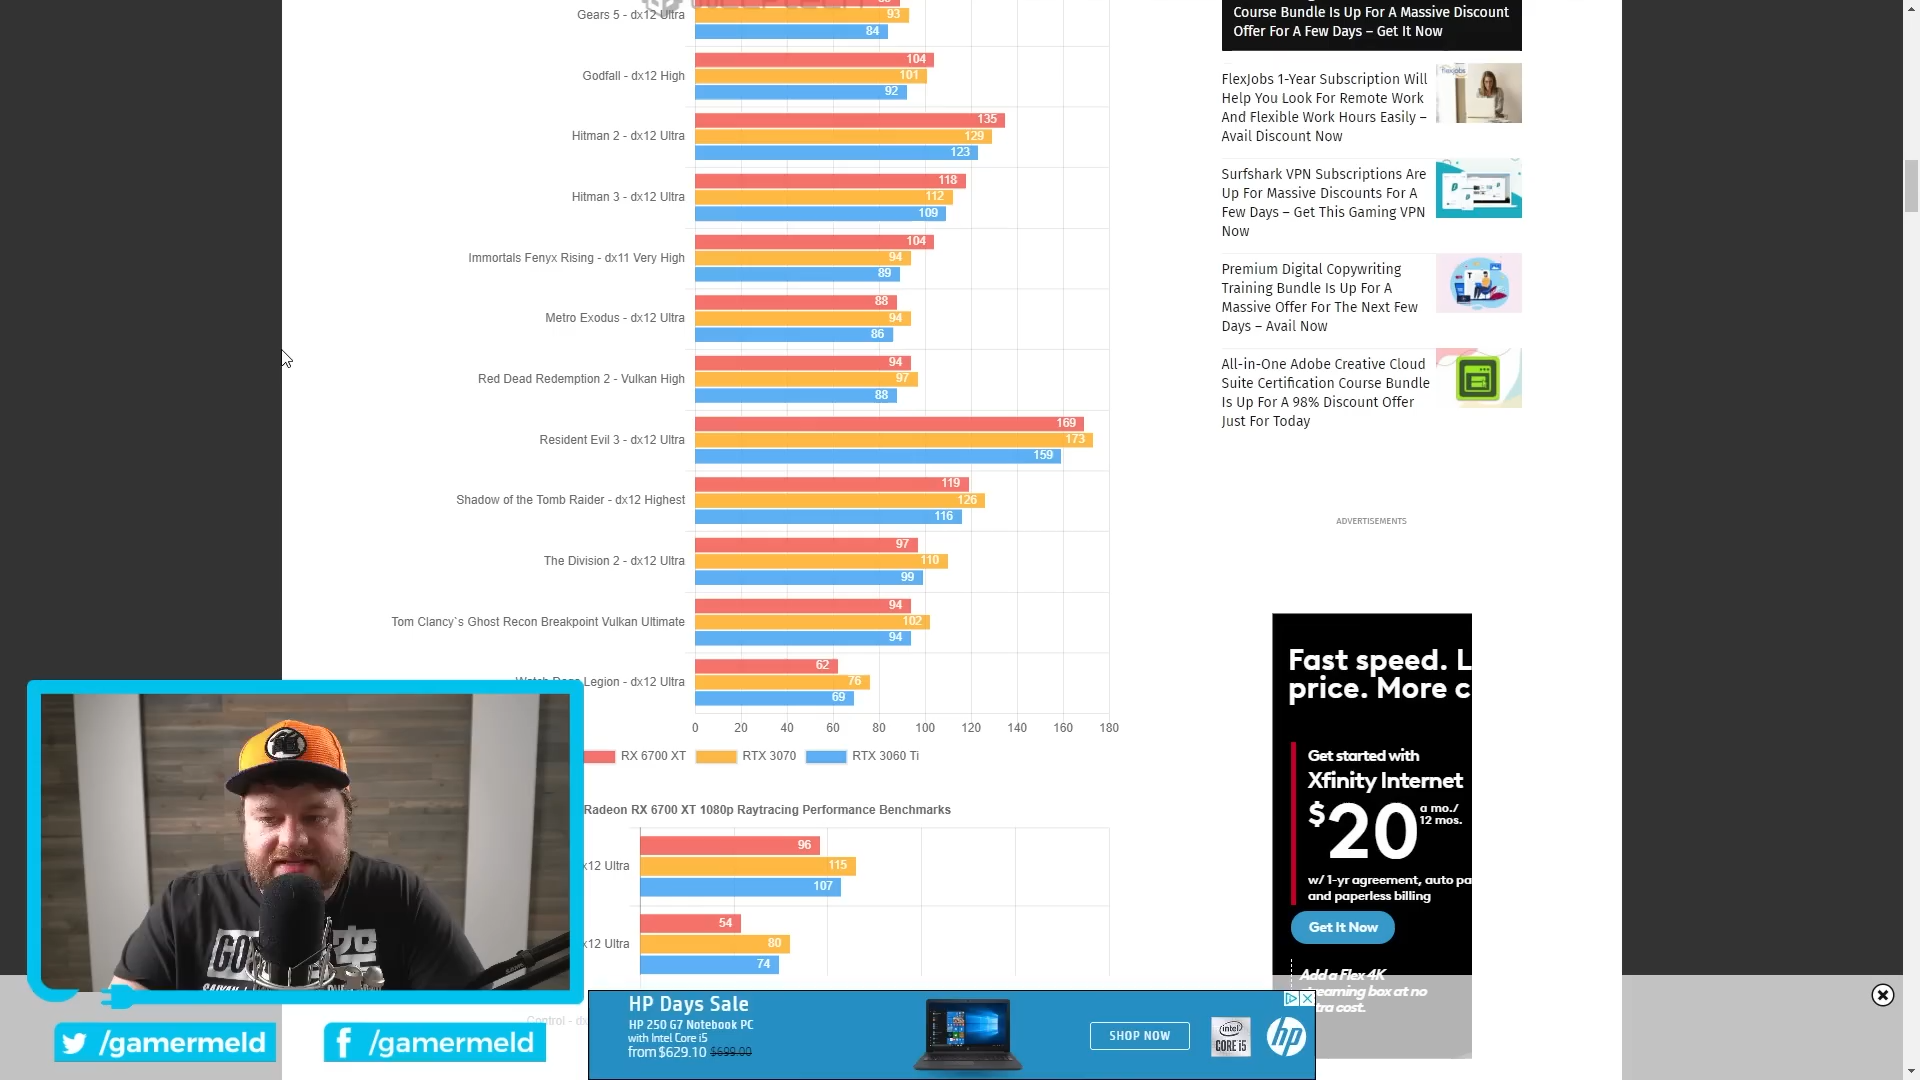 Gears 5 - dx12 Ultra
93
84
Godfall - dx12 High
104
101
92
Hitman 2 - dx12 Ultra
135
129
123
Hitman 3 - dx12 Ultra
118
112
109
Immortals Fenyx Rising - dx11 Very High
104
94
89
Metro Exodus - dx12 Ultra
88
94
86
Red Dead Redemption 2 - Vulkan High
94
97
88
Resident Evil 3 - dx12 Ultra
169
173
159
Shadow of the Tomb Raider - dx12 Highest
119
126
116
The Division 2 - dx12 Ultra
97
110
99
Tom Clancy`s Ghost Recon Breakpoint Vulkan Ultimate
94
102
94
Legion - dx12 Ultra
62
76
69
0 20 40 60 80 100 120 140 160 180
RX 6700 XT RTX 3070 RTX 3060 Ti
Radeon RX 6700 XT 1080p Raytracing Performance Benchmarks
x12 Ultra
96
115
107
x12 Ultra
54
80
74
Control - dx
Course Bundle Is Up For A Massive Discount
Offer For A Few Days – Get It Now
FlexJobs 1-Year Subscription Will
Help You Look For Remote Work
And Flexible Work Hours Easily –
Avail Discount Now
Surfshark VPN Subscriptions Are
Up For Massive Discounts For A
Few Days – Get This Gaming VPN
Now
Premium Digital Copywriting
Training Bundle Is Up For A
Massive Offer For The Next Few
Days – Avail Now
All-in-One Adobe Creative Cloud
Suite Certification Course Bundle
Is Up For A 98% Discount Offer
Just For Today
ADVERTISEMENTS
Fast speed. L
price. More c
Get started with
Xfinity Internet
$20 a mo./
12 mos.
w/ 1-yr agreement, auto pa
and paperless billing
Get It Now
Add a Flex 4K
streaming box at no
tra cost.
HP Days Sale
HP 250 G7 Notebook PC
with Intel Core i5
from $629.10 $699.00
SHOP NOW
intel
CORE i5
hp
/gamermeld
/gamermeld